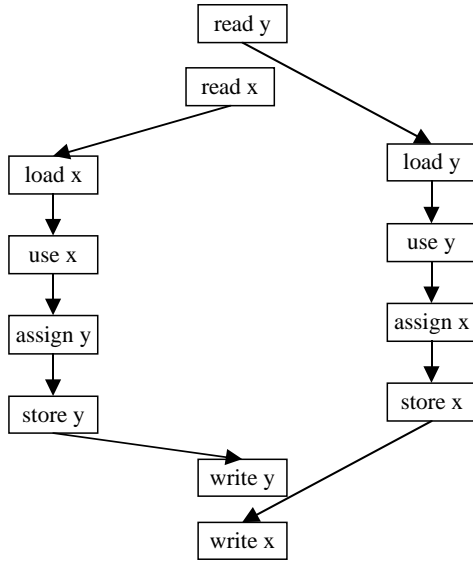 read y
read x
load x
load y
use x
use y
assign y
assign x
store y
store x
write y
write x